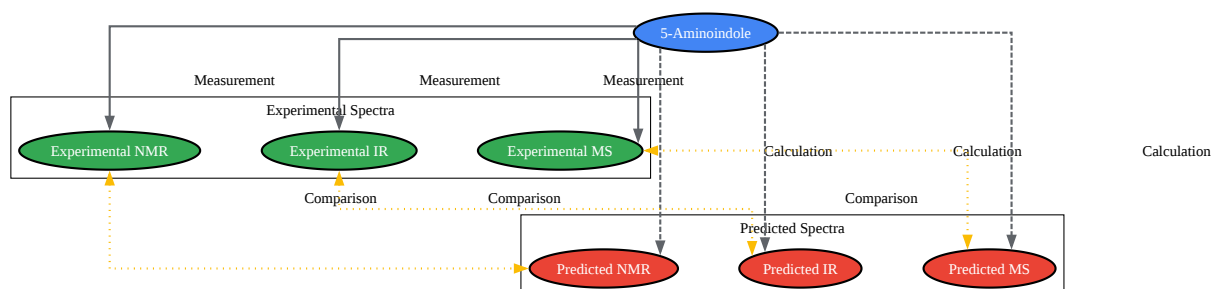 5-Aminoindole
Measurement
Measurement
Measurement
Experimental Spectra
Experimental NMR
Experimental IR
Experimental MS
Calculation
Calculation
Calculation
Comparison
Comparison
Comparison
Predicted Spectra
Predicted NMR
Predicted IR
Predicted MS